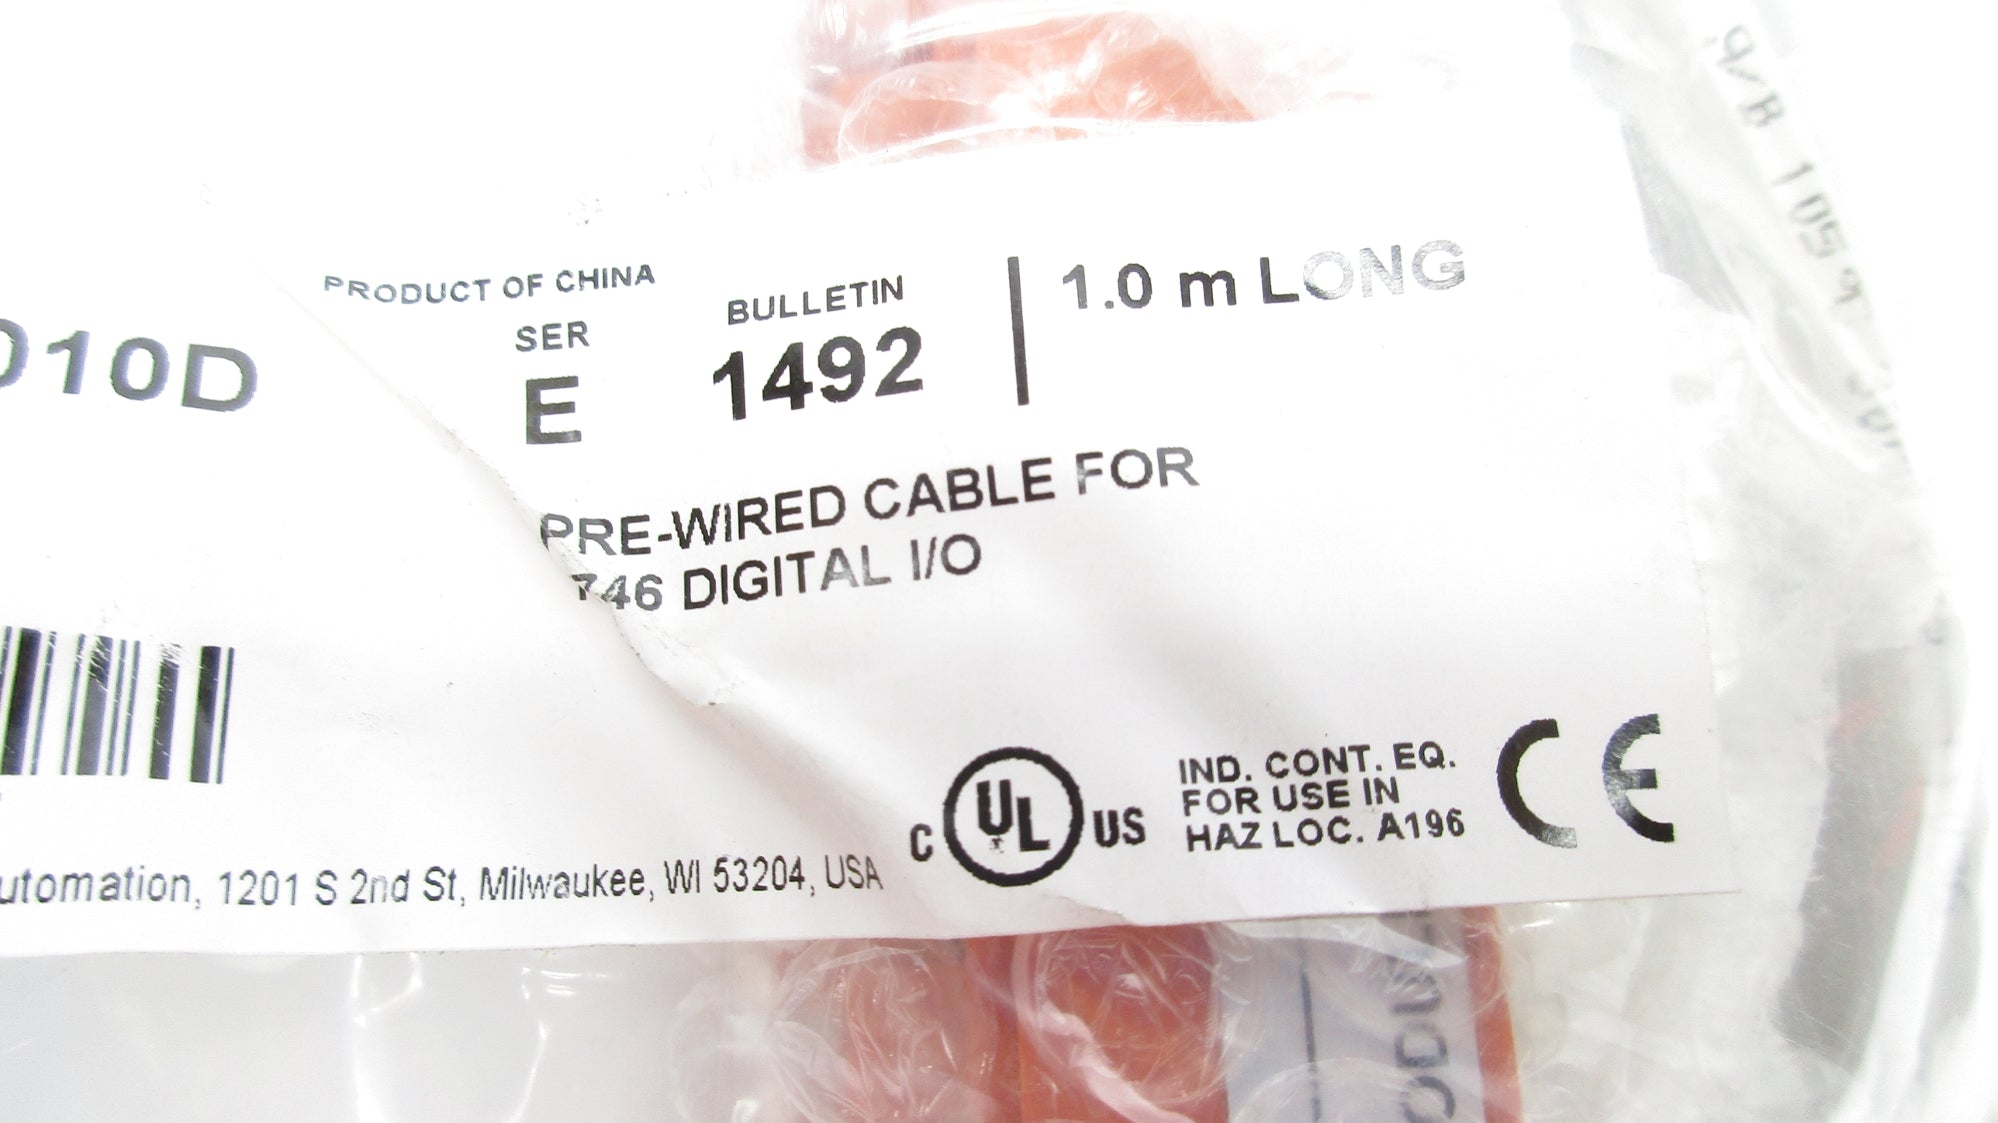 PRODUCT OF CHINA
010D
SER
E
BULLETIN
1492
1.0 m LONG
PRE-WIRED CABLE FOR
746 DIGITAL I/O
C UL US
IND. CONT. EQ.
FOR USE IN
HAZ LOC. A196
CE
utomation, 1201 S 2nd St, Milwaukee, WI 53204, USA